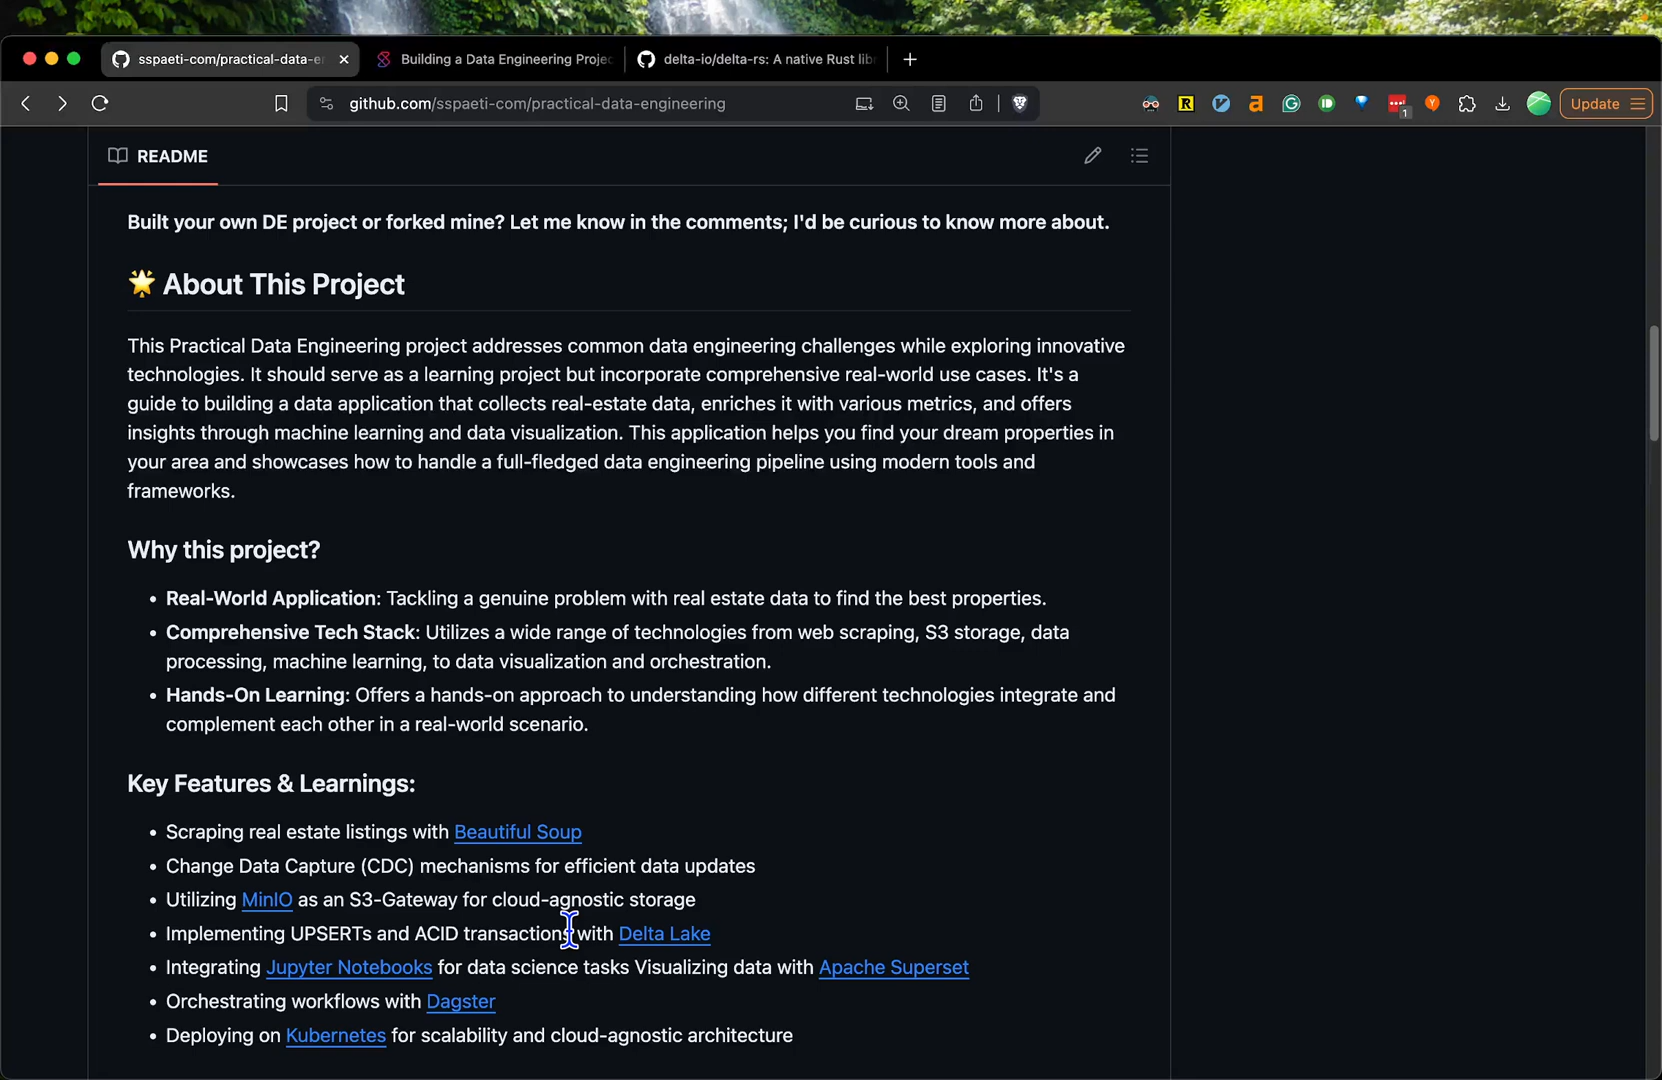 sspaeti-com/practical-data-e
Building a Data Engineering Proje
delta-io/delta-rs: A native Rust lib
github.com/sspaeti-com/practical-data-engineering
1
Update
README
Built your own DE project or forked mine? Let me know in the comments; I'd be curious to know more about.
About This Project
This Practical Data Engineering project addresses common data engineering challenges while exploring innovative
technologies. It should serve as a learning project but incorporate comprehensive real-world use cases. It's a
guide to building a data application that collects real-estate data, enriches it with various metrics, and offers
insights through machine learning and data visualization. This application helps you find your dream properties in
your area and showcases how to handle a full-fledged data engineering pipeline using modern tools and
frameworks.
Why this project?
• Real-World Application: Tackling a genuine problem with real estate data to find the best properties.
• Comprehensive Tech Stack: Utilizes a wide range of technologies from web scraping, S3 storage, data
processing, machine learning, to data visualization and orchestration.
• Hands-On Learning: Offers a hands-on approach to understanding how different technologies integrate and
complement each other in a real-world scenario.
Key Features & Learnings:
• Scraping real estate listings with Beautiful Soup
• Change Data Capture (CDC) mechanisms for efficient data updates
• Utilizing MinIO as an S3-Gateway for cloud-agnostic storage
• Implementing UPSERTs and ACID transactions with Delta Lake
• Integrating Jupyter Notebooks for data science tasks Visualizing data with Apache Superset
• Orchestrating workflows with Dagster
• Deploying on Kubernetes for scalability and cloud-agnostic architecture